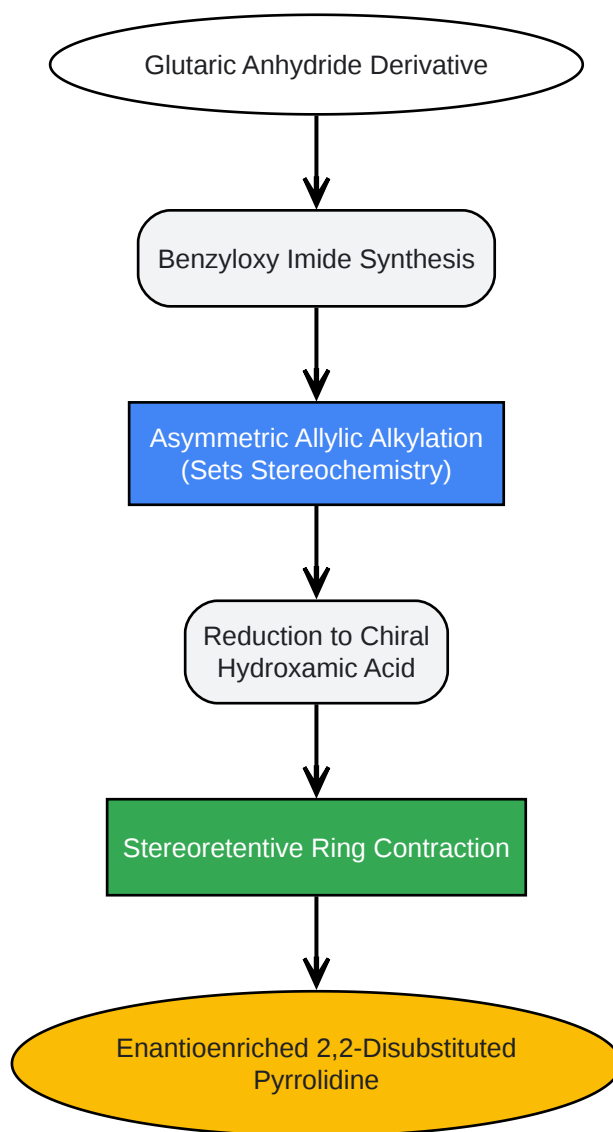 Glutaric Anhydride Derivative
Benzyloxy Imide Synthesis
Asymmetric Allylic Alkylation
(Sets Stereochemistry)
Reduction to Chiral
Hydroxamic Acid
Stereoretentive Ring Contraction
Enantioenriched 2,2-Disubstituted
Pyrrolidine